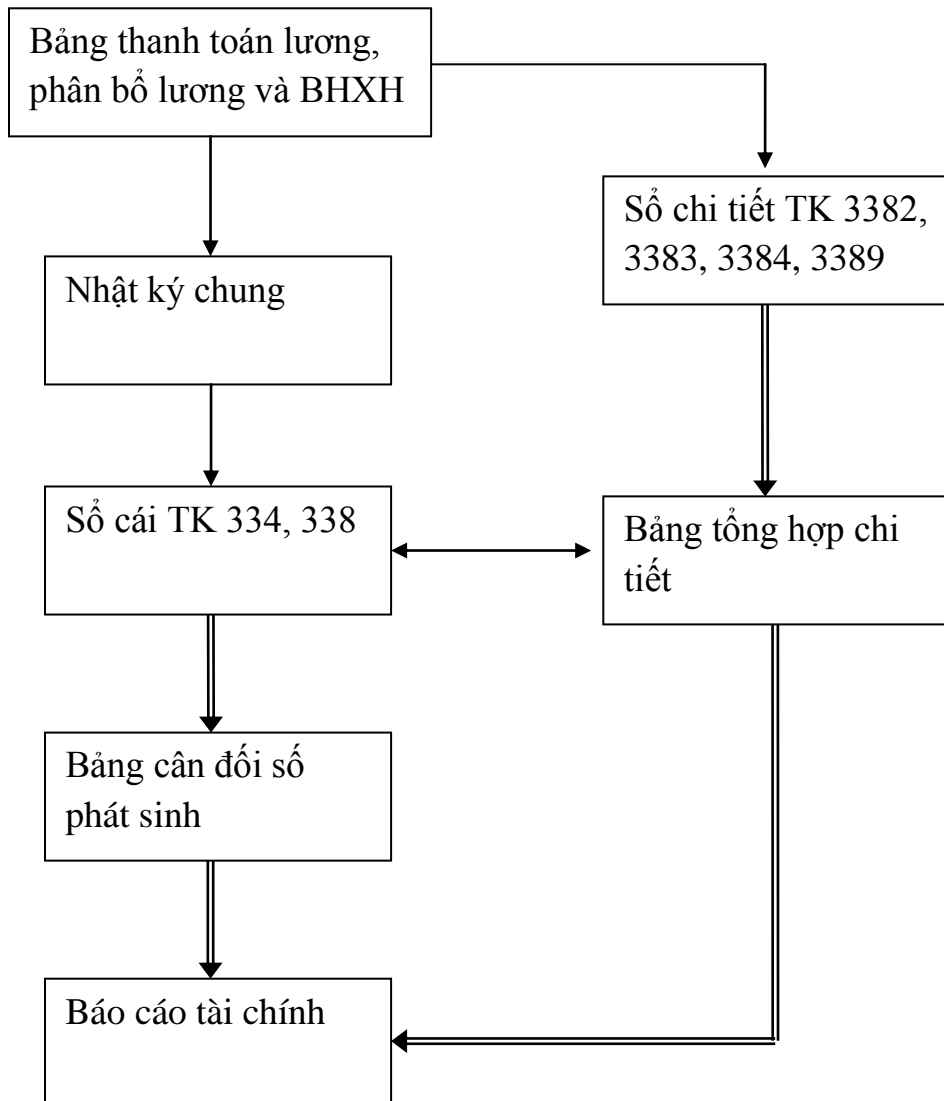 Bảng thanh toán lương,
phân bổ lương và BHXH
Sổ chi tiết TK 3382,
3383, 3384, 3389
Nhật ký chung
Sổ cái TK 334, 338
Bảng tổng hợp chi
tiết
Bảng cân đối số
phát sinh
Báo cáo tài chính